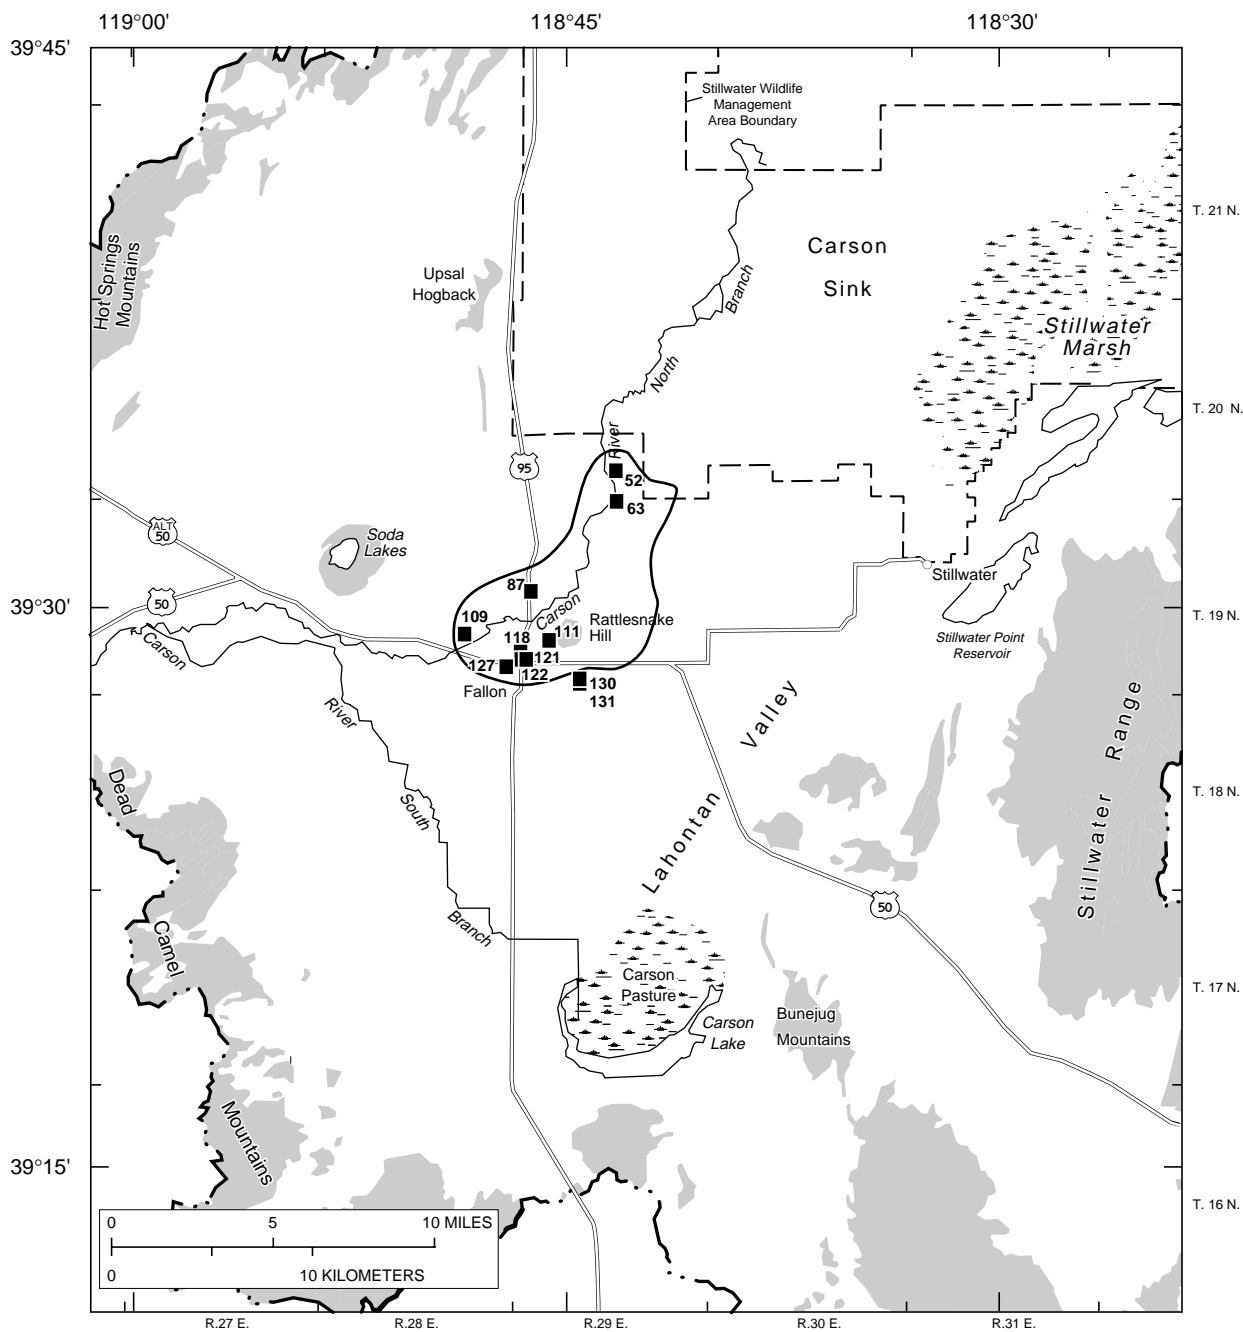 119°00'
118°45'
118°30'
39°45'
Stillwater Wildlife
Management
Area Boundary
T. 21 N.
Hot Springs
Mountains
Upsal
Hogback
Carson
Sink
Branch
Stillwater
Marsh
North
T. 20 N.
River
95
52
63
ALT
50
Soda
Lakes
87
50
39°30'
109
Carson
Rattlesnake
Hill
111
118
121
122
127
Fallon
130
131
Stillwater
T. 19 N.
Stillwater Point
Reservoir
Carson
River
South
Branch
Lahontan
Valley
Stillwater Range
T. 18 N.
Dead
Camel
Mountains
50
Carson
Pasture
Carson
Lake
Bunejug
Mountains
T. 17 N.
39°15'
T. 16 N.
0 5 10 MILES
0 10 KILOMETERS
R.27 E.
R.28 E.
R.29 E.
R.30 E.
R.31 E.